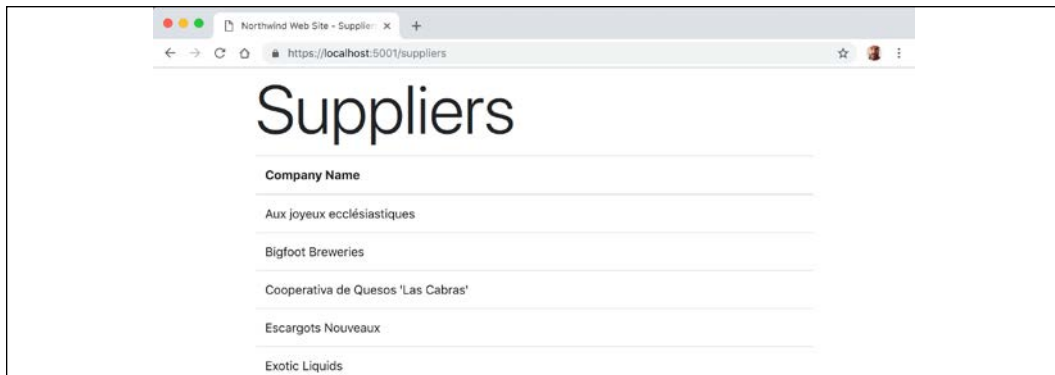 Northwind Web Site - Supplier
https://localhost:5001/suppliers
Suppliers
Company Name
Aux joyeux ecclésiastiques
Bigfoot Breweries
Cooperativa de Quesos 'Las Cabras'
Escargots Nouveaux
Exotic Liquids